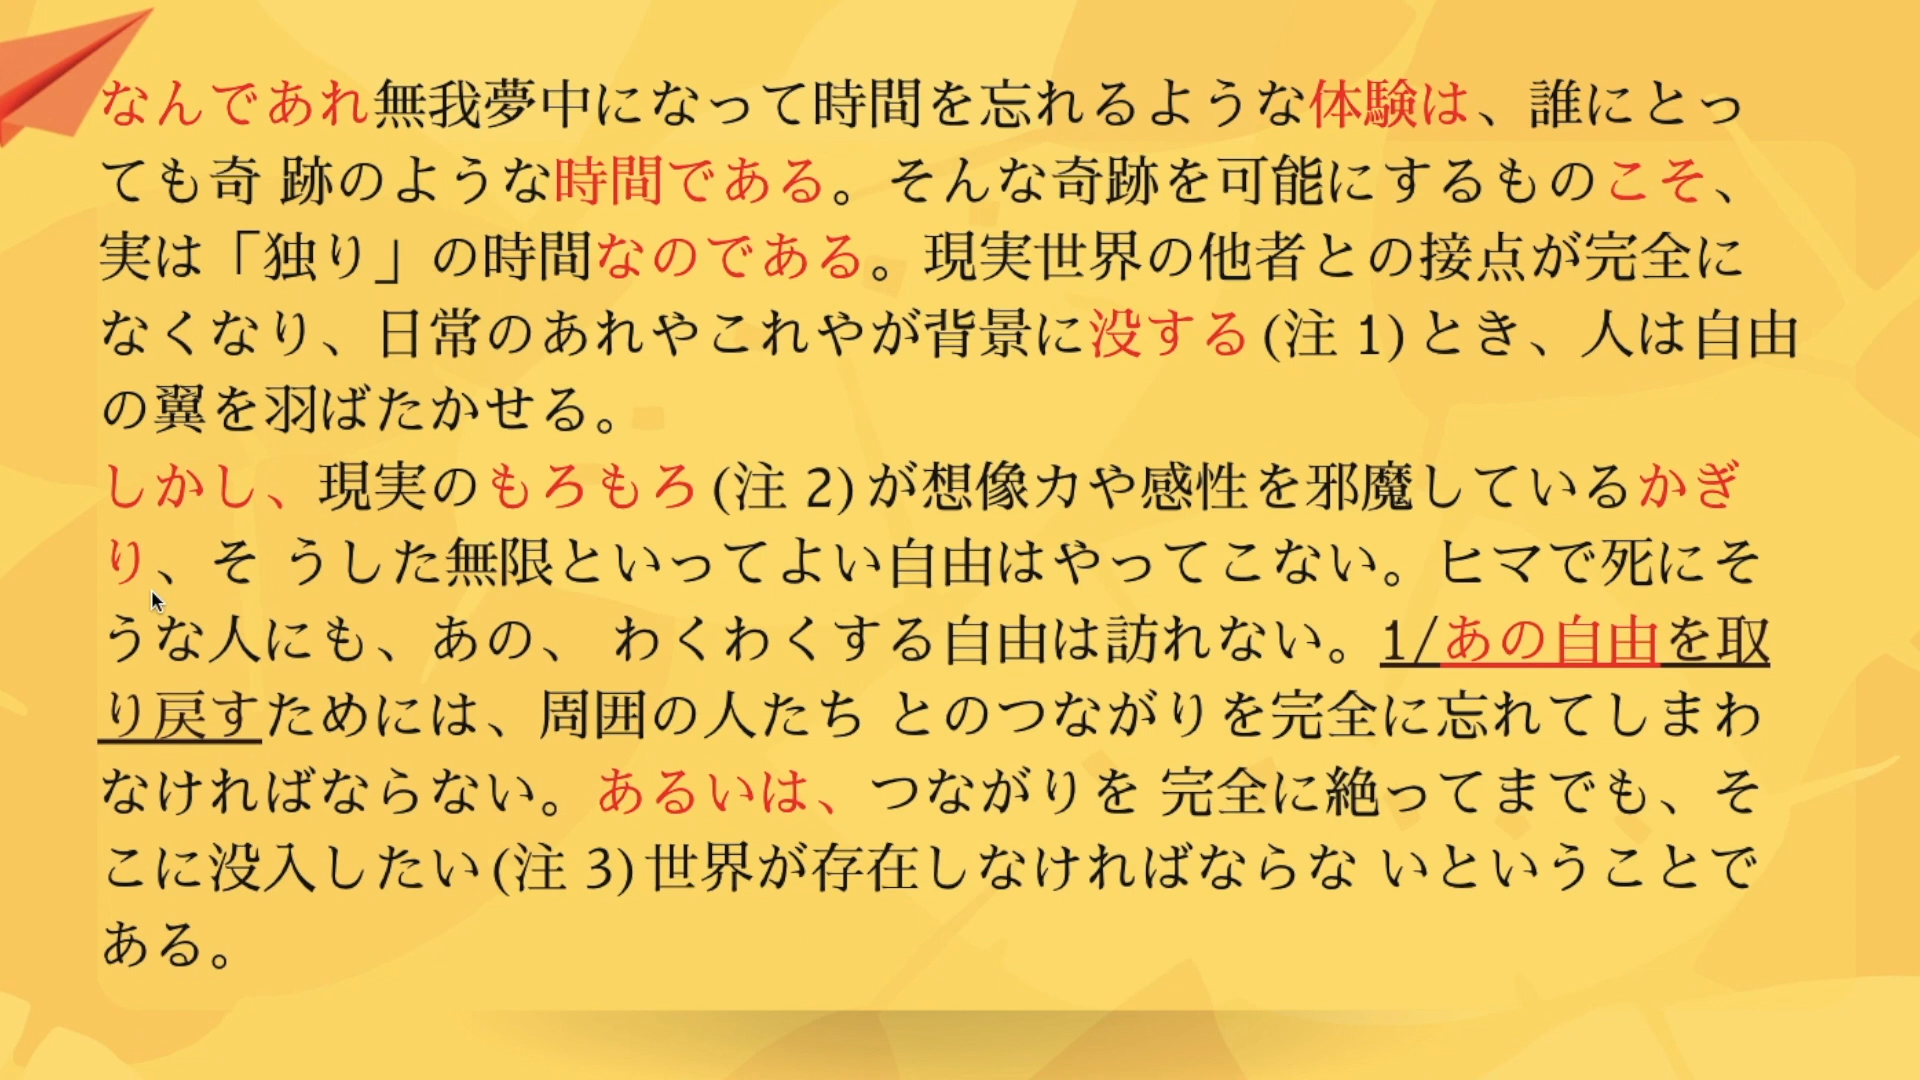 なんであれ無我夢中になって時間を忘れるような体験は、誰にとっ
ても奇 跡のような時間である。そんな奇跡を可能にするものこそ、
実は「独り」の時間なのである。現実世界の他者との接点が完全に
なくなり、日常のあれやこれやが背景に没する(注 1)とき、人は自由
の翼を羽ばたかせる。
しかし、現実のもろもろ(注 2)が想像力や感性を邪魔しているかぎ
り、そ うした無限といってよい自由はやってこない。ヒマで死にそ
うな人にも、あの、 わくわくする自由は訪れない。1/あの自由を取
り戻すためには、周囲の人たち とのつながりを完全に忘れてしまわ
なければならない。あるいは、つながりを 完全に絶ってまでも、そ
こに没入したい(注 3)世界が存在しなければならな いということで
ある。